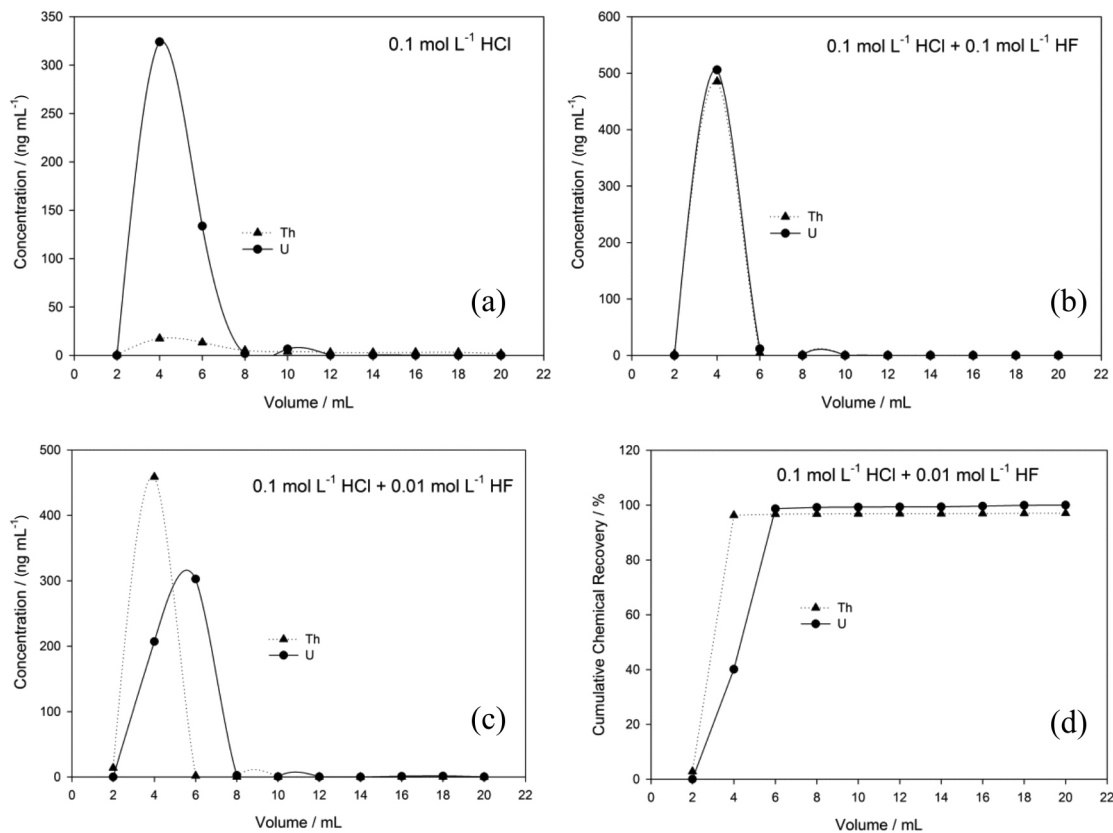 0.1 mol L⁻¹ HCl
Concentration / (ng mL⁻¹)
350
300
250
200
150
100
50
0
Th
U
(a)
0 2 4 6 8 10 12 14 16 18 20 22
Volume / mL
0.1 mol L⁻¹ HCl + 0.1 mol L⁻¹ HF
Concentration / (ng mL⁻¹)
600
500
400
300
200
100
0
Th
U
(b)
0 2 4 6 8 10 12 14 16 18 20 22
Volume / mL
0.1 mol L⁻¹ HCl + 0.01 mol L⁻¹ HF
Concentration / (ng mL⁻¹)
500
400
300
200
100
0
Th
U
(c)
0 2 4 6 8 10 12 14 16 18 20 22
Volume / mL
0.1 mol L⁻¹ HCl + 0.01 mol L⁻¹ HF
Cumulative Chemical Recovery / %
120
100
80
60
40
20
0
Th
U
(d)
0 2 4 6 8 10 12 14 16 18 20 22
Volume / mL